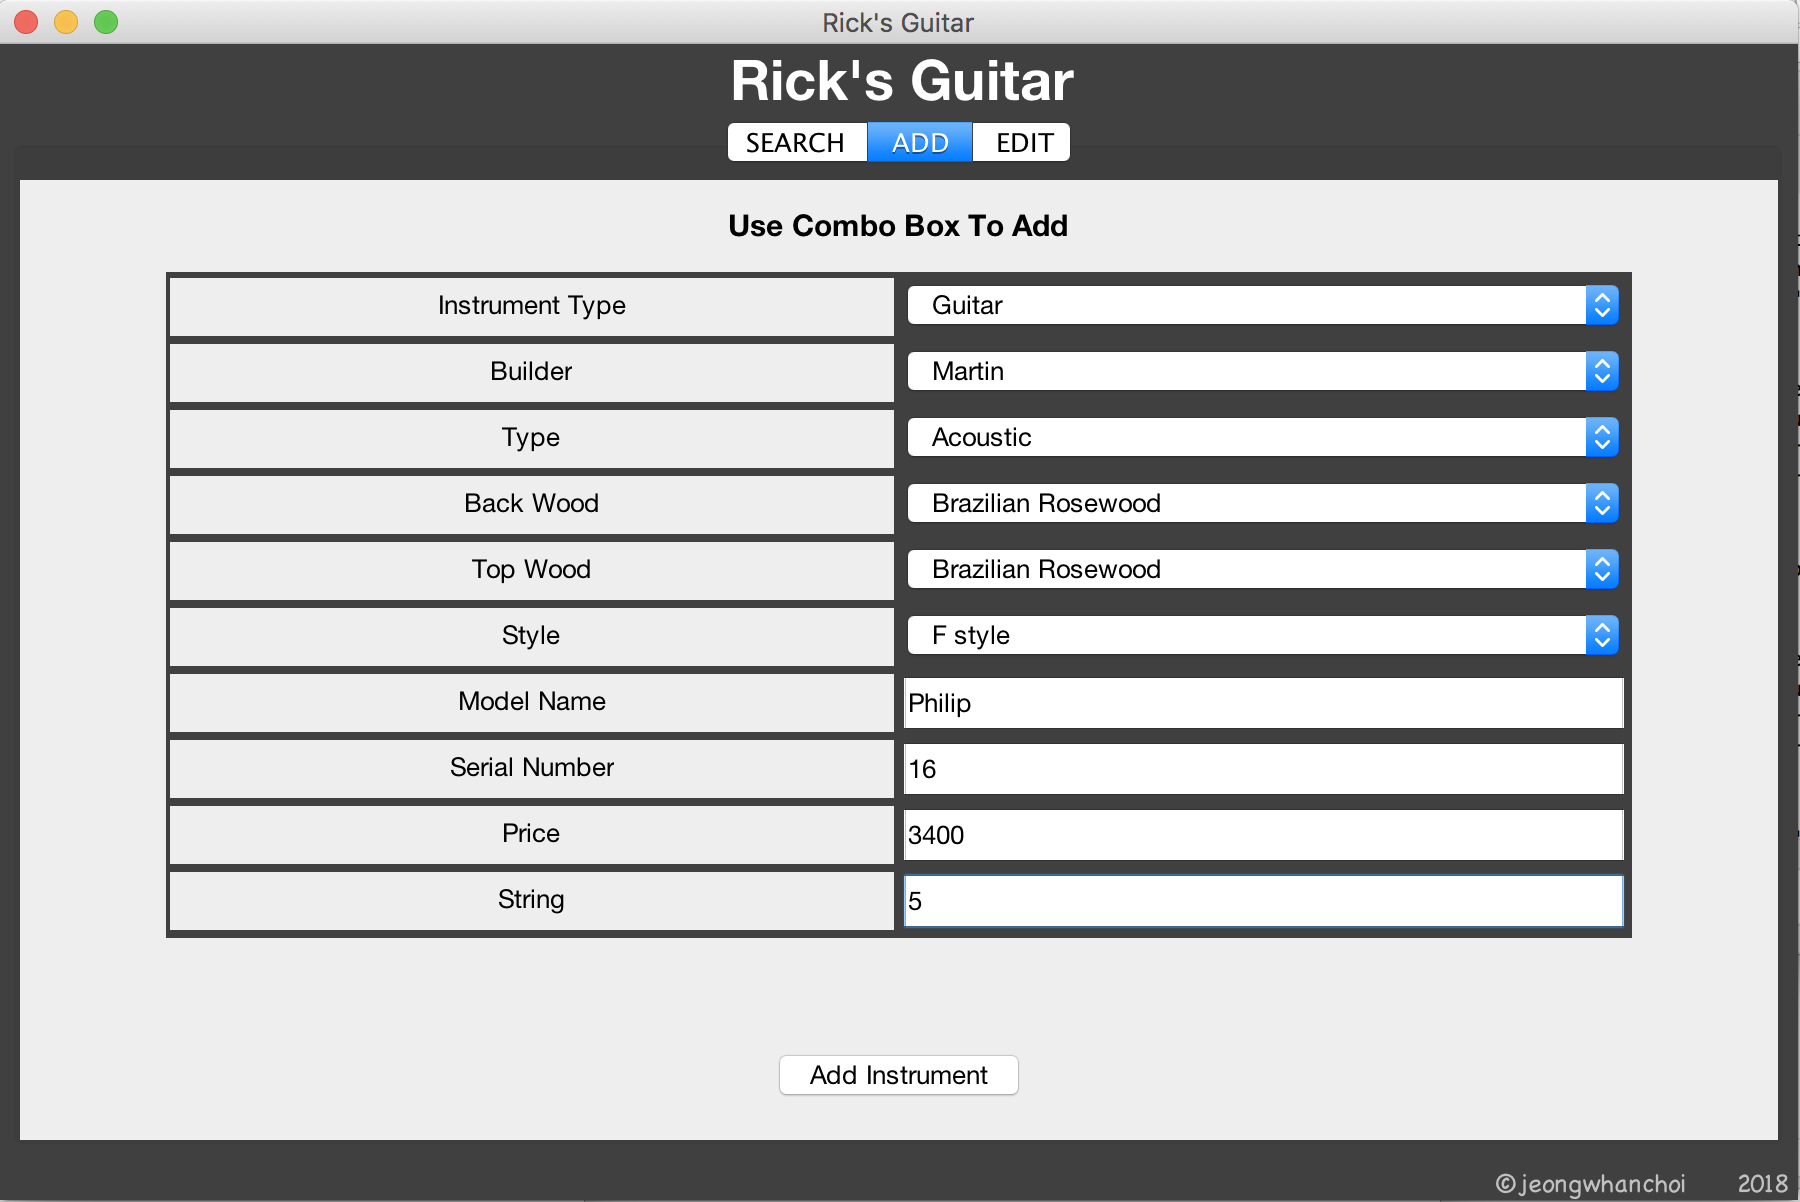 Rick's Guitar
Rick's Guitar
SEARCH ADD EDIT
Use Combo Box To Add
Instrument Type Guitar
Builder Martin
Type Acoustic
Back Wood Brazilian Rosewood
Top Wood Brazilian Rosewood
Style F style
Model Name Philip
Serial Number 16
Price 3400
String 5
Add Instrument
©jeongwhanchoi 2018